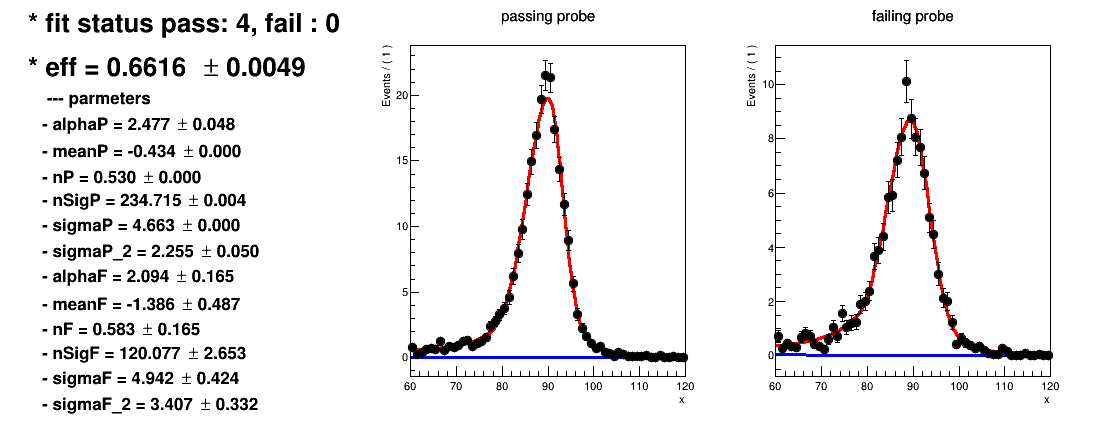 * fit status pass: 4, fail : 0
* eff = 0.6616 ± 0.0049
--- parmeters
- alphaP = 2.477 ± 0.048
- meanP = -0.434 ± 0.000
- nP = 0.530 ± 0.000
- nSigP = 234.715 ± 0.004
- sigmaP = 4.663 ± 0.000
- sigmaP_2 = 2.255 ± 0.050
- alphaF = 2.094 ± 0.165
- meanF = -1.386 ± 0.487
- nF = 0.583 ± 0.165
- nSigF = 120.077 ± 2.653
- sigmaF = 4.942 ± 0.424
- sigmaF_2 = 3.407 ± 0.332
passing probe
Events / ( 1 )
20
15
10
5
0
60 70 80 90 100 110 120
x
failing probe
Events / ( 1 )
10
8
6
4
2
0
60 70 80 90 100 110 120
x